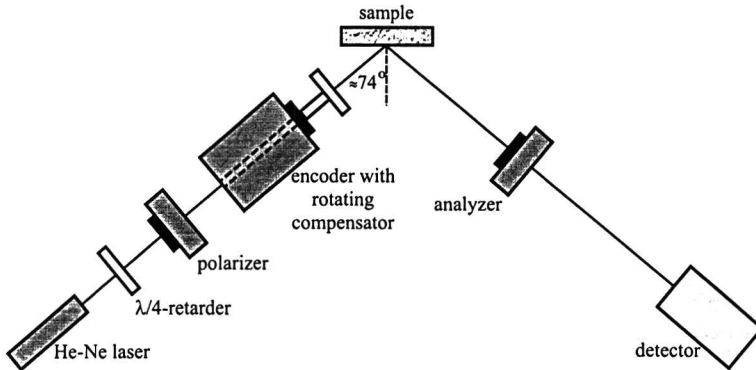 sample
≈74°
encoder with
rotating
compensator
analyzer
polarizer
λ/4-retarder
He-Ne laser
detector